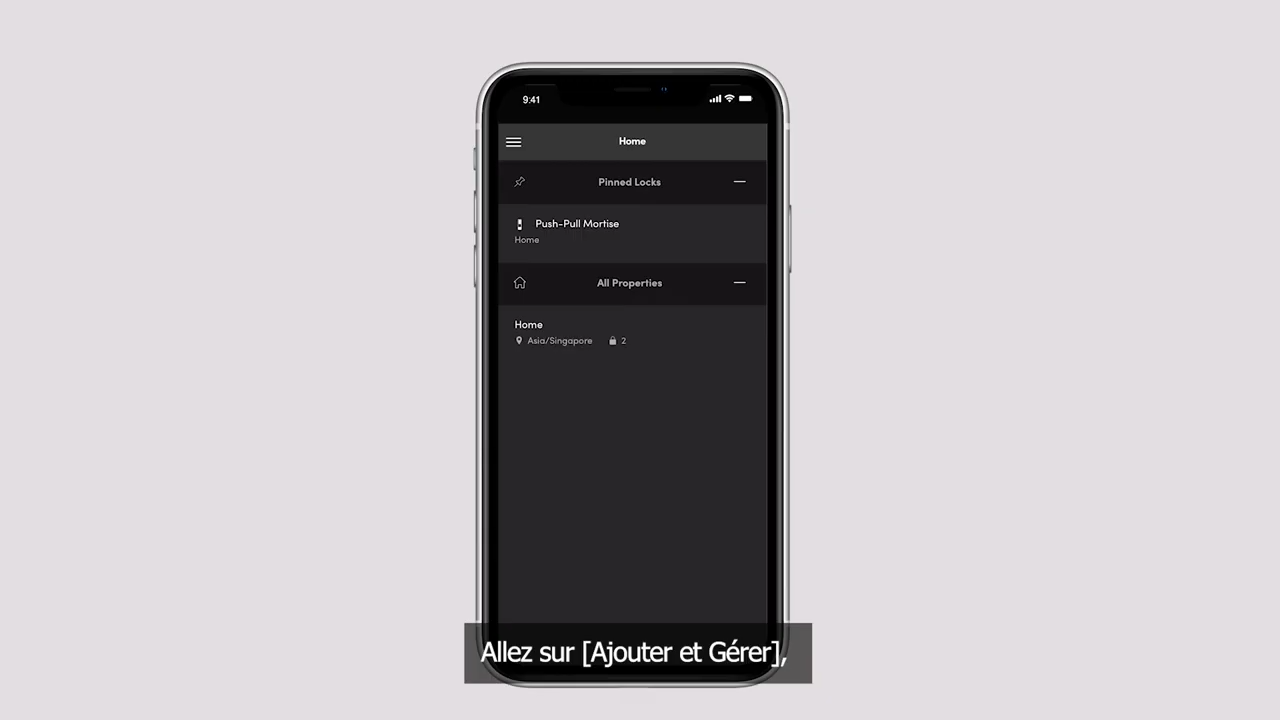 9:41
Home
Pinned Locks
Push-Pull Mortise
Home
All Properties
Home
Asia/Singapore 2
Allez sur [Ajouter et Gérer],